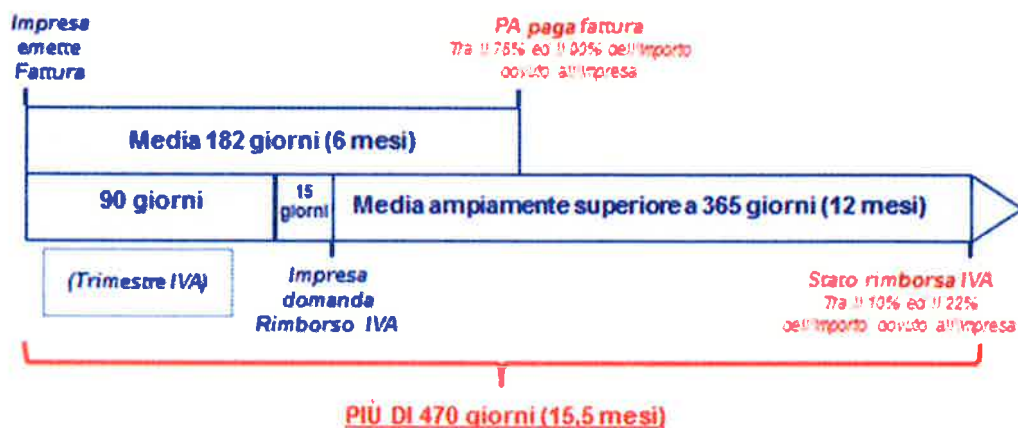 Impresa
emette
Fattura
PA paga fattura
Tra il 78% ed il 90% dell'importo
dovuto all'impresa
Media 182 giorni (6 mesi)
90 giorni
15
giorni
Media ampiamente superiore a 365 giorni (12 mesi)
(Trimestre IVA)
Impresa
domanda
Rimborso IVA
Stato rimborsa IVA
Tra il 10% ed il 22%
dell'importo dovuto all'impresa
PIÙ DI 470 giorni (15,5 mesi)